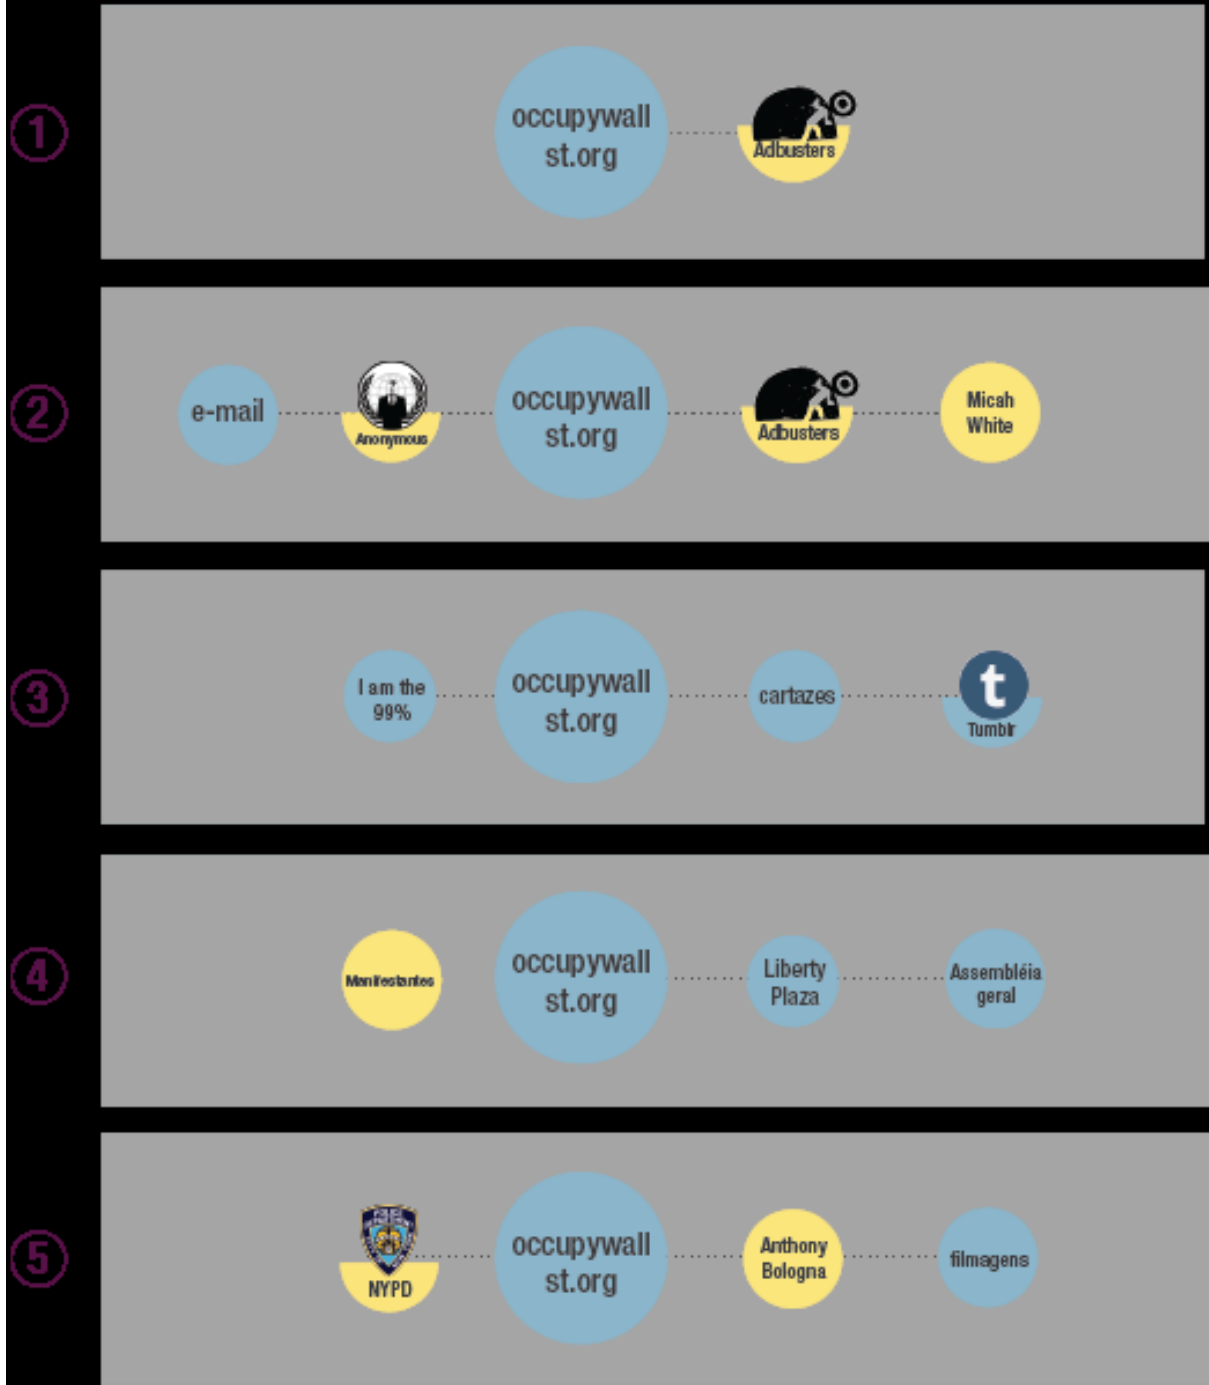 1
occupywall
st.org
Adbusters
2
e-mail
Anonymous
occupywall
st.org
Adbusters
Micah
White
3
I am the
99%
occupywall
st.org
cartazes
t
Tumblr
4
Manifestantes
occupywall
st.org
Liberty
Plaza
Assembléia
geral
5
NYPD
occupywall
st.org
Anthony
Bologna
filmagens